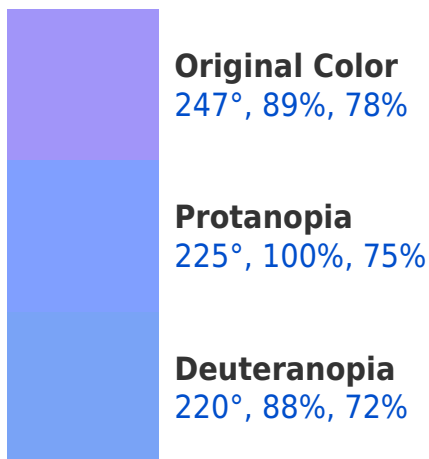 Original Color
247°, 89%, 78%
Protanopia
225°, 100%, 75%
Deuteranopia
220°, 88%, 72%